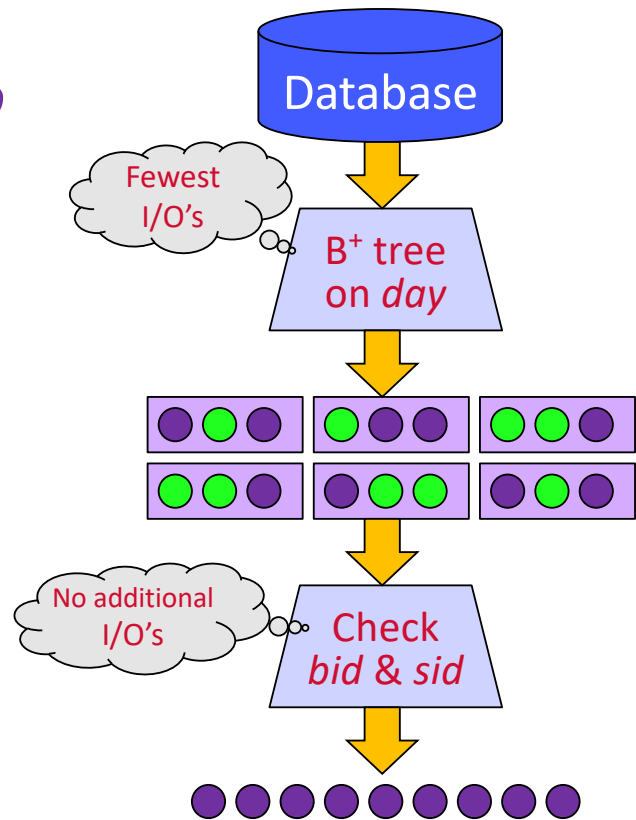 Database
Fewest
I/O's
B⁺ tree
on day
No additional
I/O's
Check
bid & sid